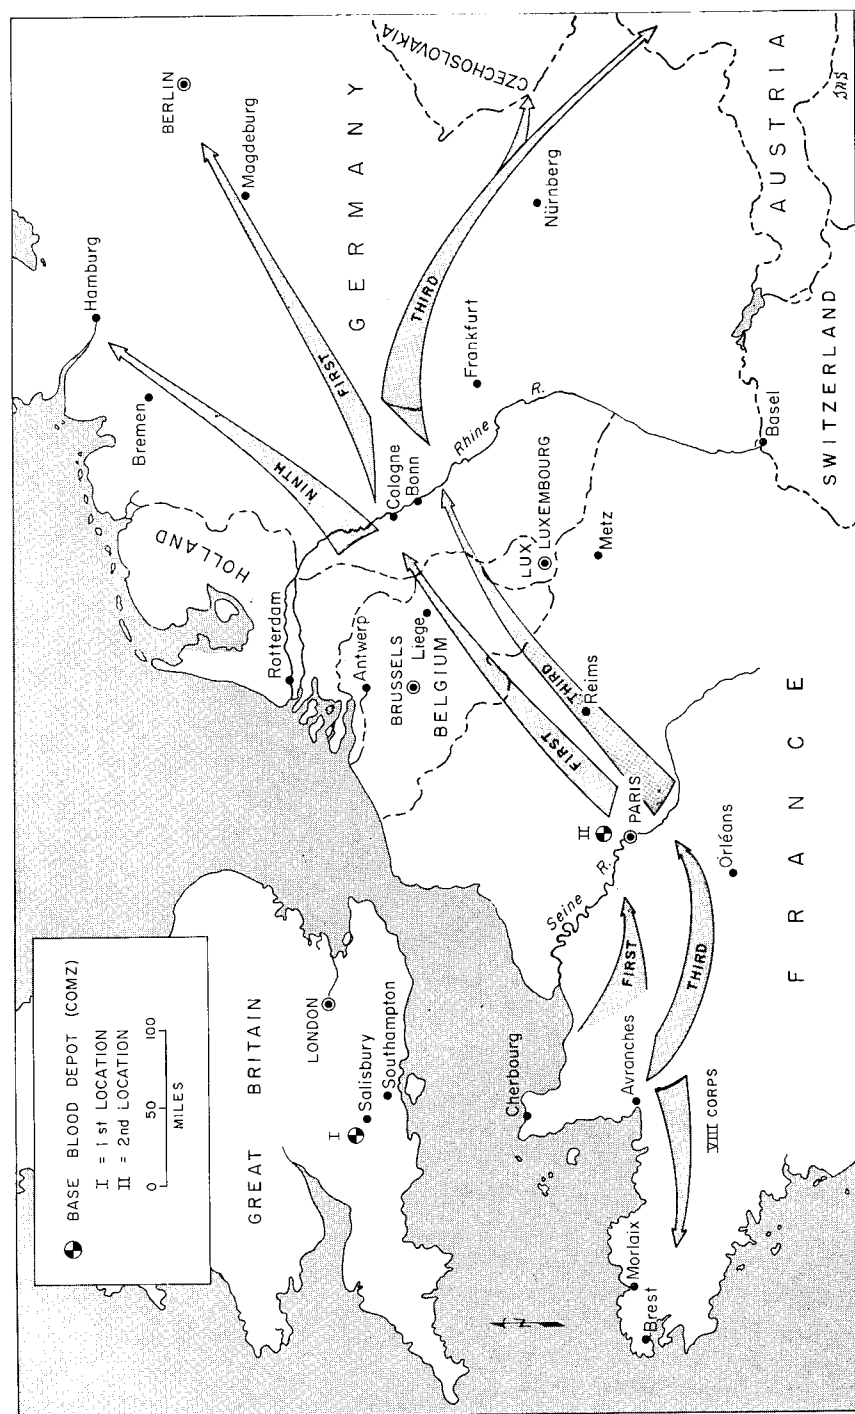 BASE BLOOD DEPOT (COMZ)
I = 1st LOCATION
II = 2nd LOCATION
0 50 100
MILES
GREAT BRITAIN
LONDON
I
Salisbury
Southampton
Cherbourg
Avranches
VIII CORPS
Morlaix
Brest
N
FIRST
THIRD
Seine R.
II
PARIS
Orléans
FRANCE
FIRST
THIRD
Reims
BRUSSELS
BELGIUM
Antwerp
Liege
Rotterdam
HOLLAND
LUX
LUXEMBOURG
Metz
Cologne
Bonn
Rhine R.
NINTH
FIRST
THIRD
Bremen
Hamburg
BERLIN
Magdeburg
GERMANY
Frankfurt
Nürnberg
CZECHOSLOVAKIA
AUSTRIA
SWITZERLAND
Basel